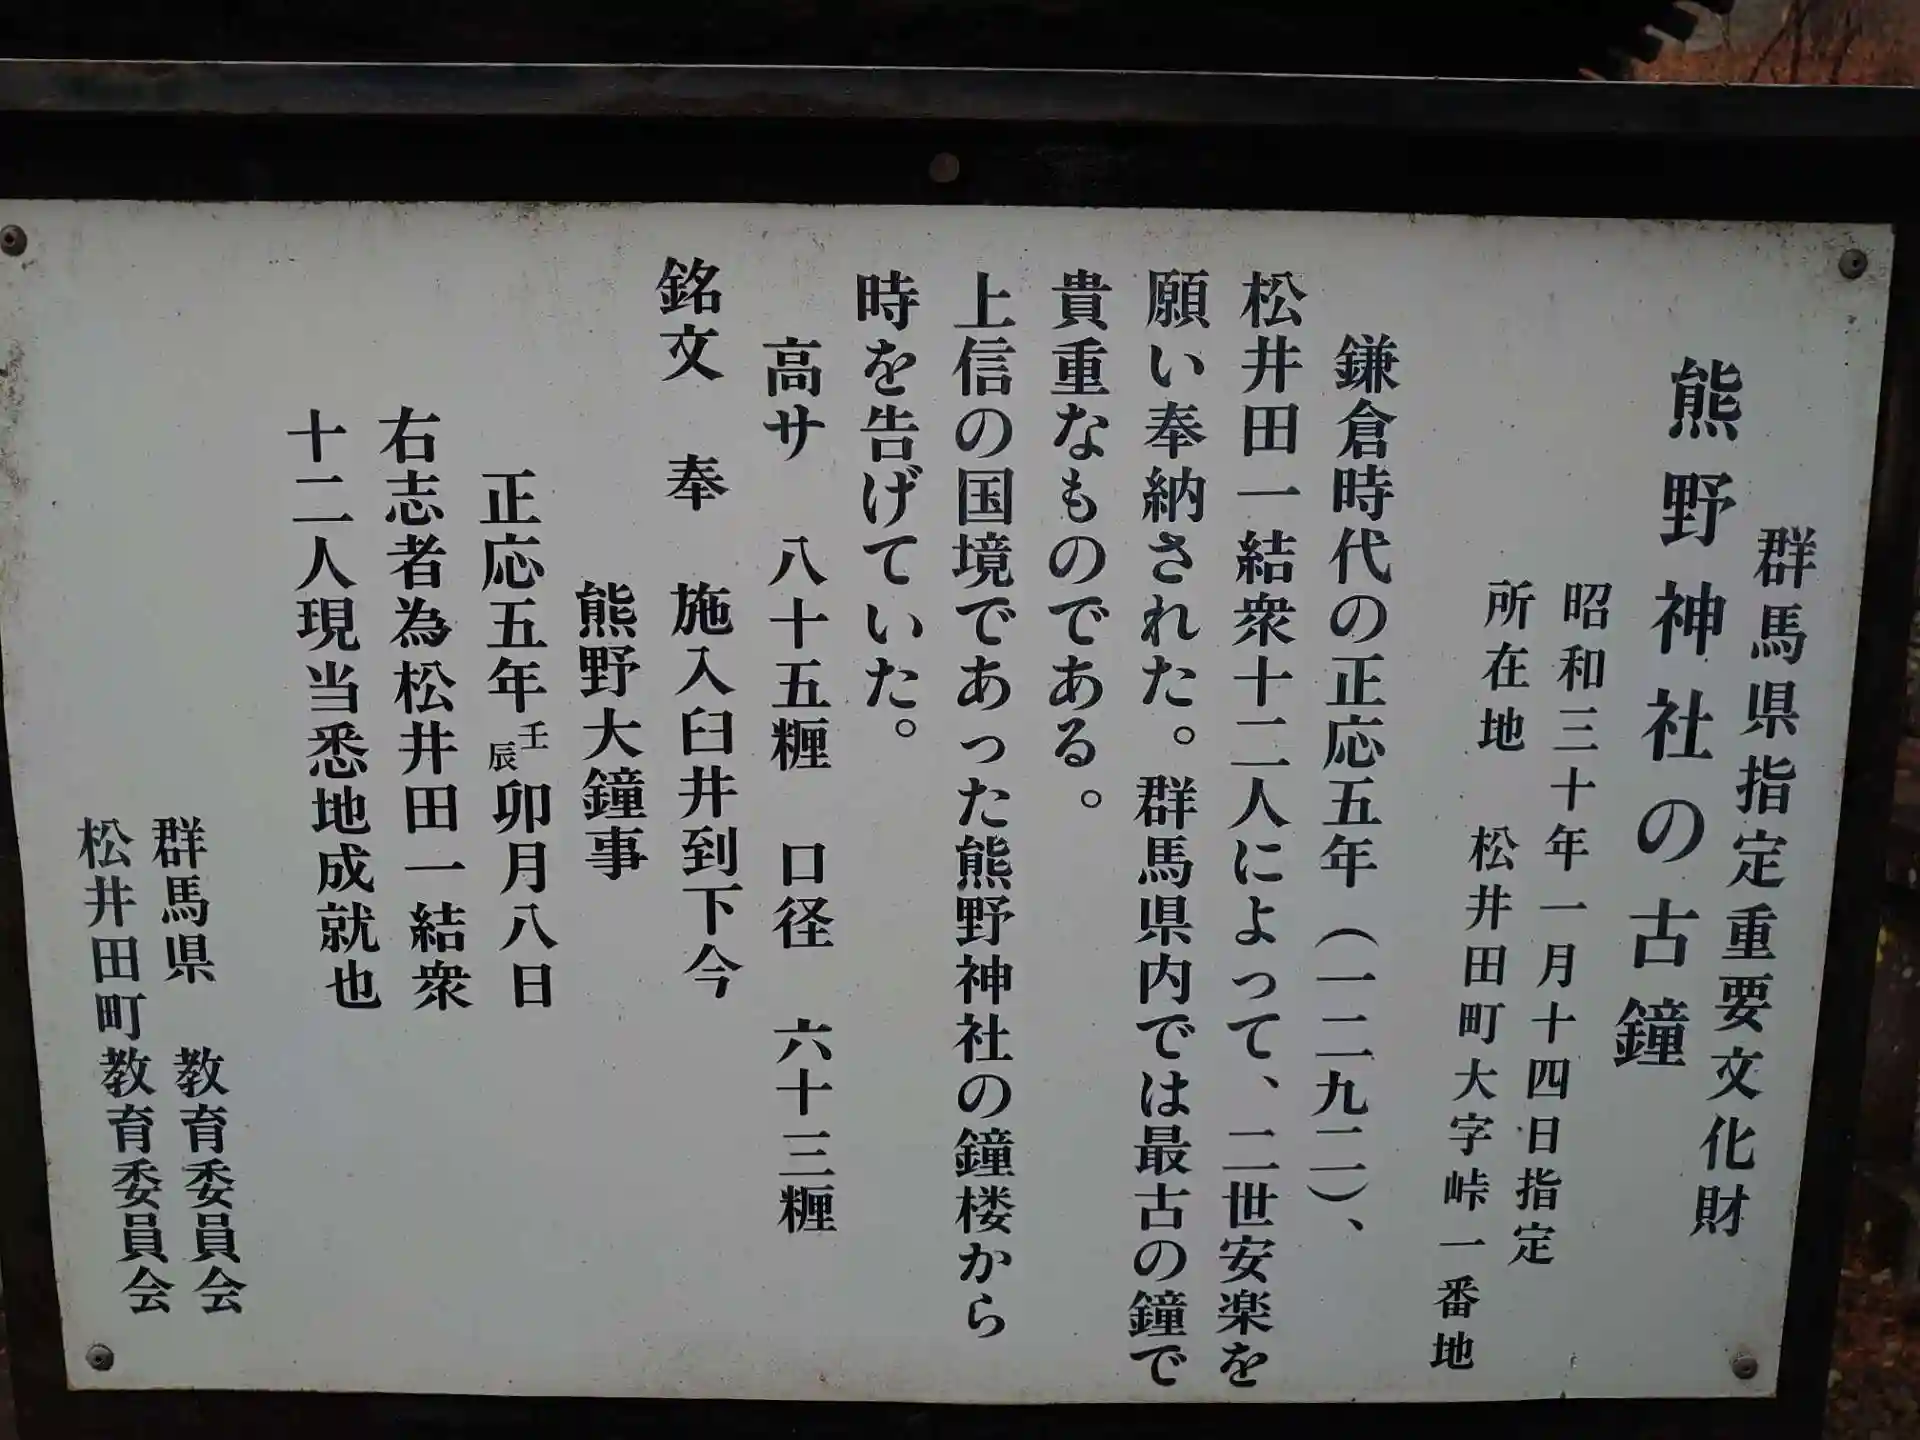 群馬県指定重要文化財
熊野神社の古鐘
昭和三十年一月十四日指定
所在地　松井田町大字峠一番地
鎌倉時代の正応五年（一二九二）、
松井田一結衆十二人によって、二世安楽を
願い奉納された。群馬県内では最古の鐘で
貴重なものである。
上信の国境であった熊野神社の鐘楼から
時を告げていた。
高サ　八十五糎　口径　六十三糎
銘文　奉　施入臼井到下今
熊野大鐘事
正応五年壬辰卯月八日
右志者為松井田一結衆
十二人現当悉地成就也
群馬県　教育委員会
松井田町教育委員会